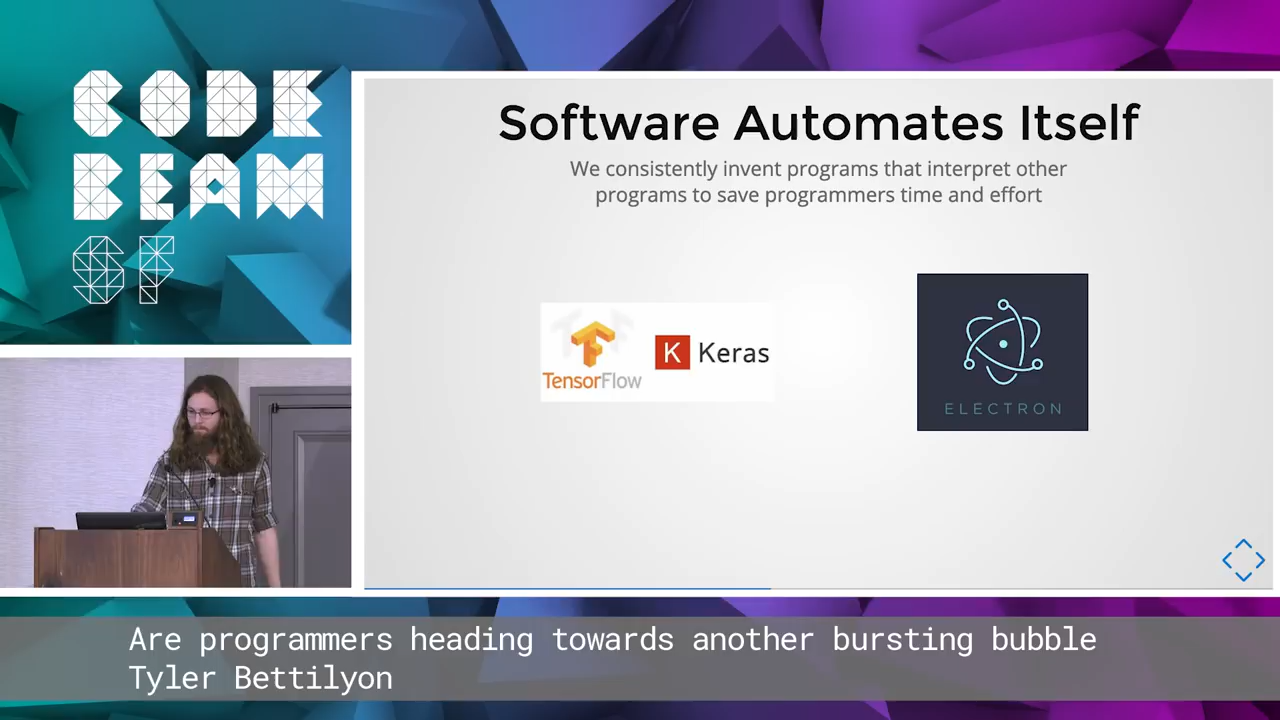 CODE
BEAM
SF
Software Automates Itself
We consistently invent programs that interpret other
programs to save programmers time and effort
TensorFlow
K Keras
ELECTRON
Are programmers heading towards another bursting bubble
Tyler Bettilyon